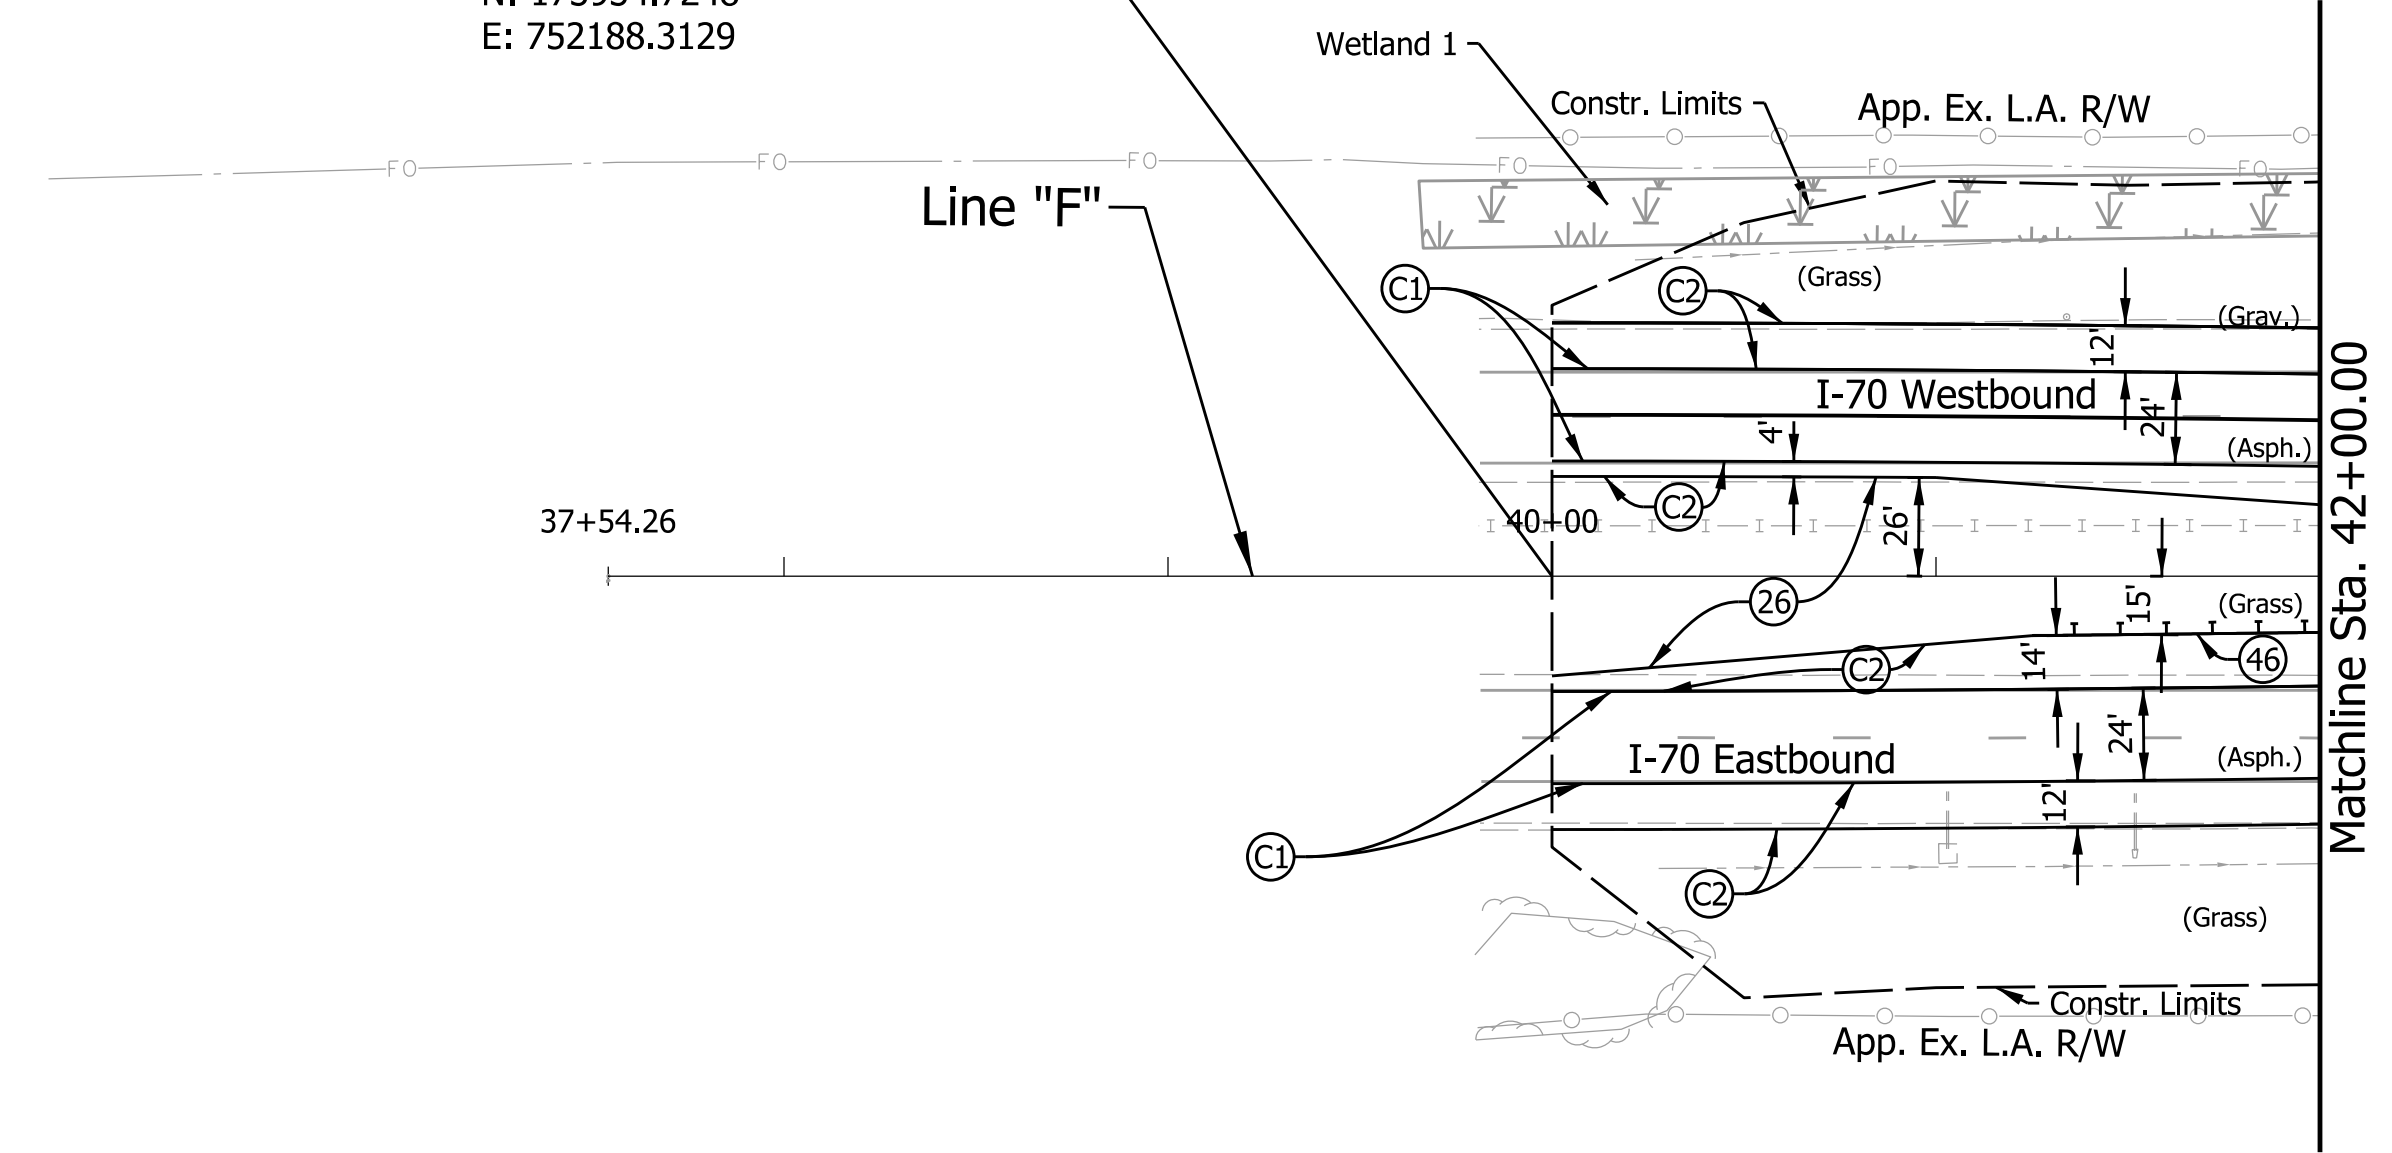 E: 752188.3129
Wetland 1
Constr. Limits
App. Ex. L.A. R/W
FO
FO
FO
FO
FO
FO
Line "F"
C1
C2
(Grass)
(Grav.)
12'
I-70 Westbound
24'
4'
(Asph.)
C2
37+54.26
40+00
26'
26
15'
(Grass)
14'
C2
46
24'
I-70 Eastbound
(Asph.)
12'
C1
C2
(Grass)
Constr. Limits
App. Ex. L.A. R/W
Matchline Sta. 42+00.00